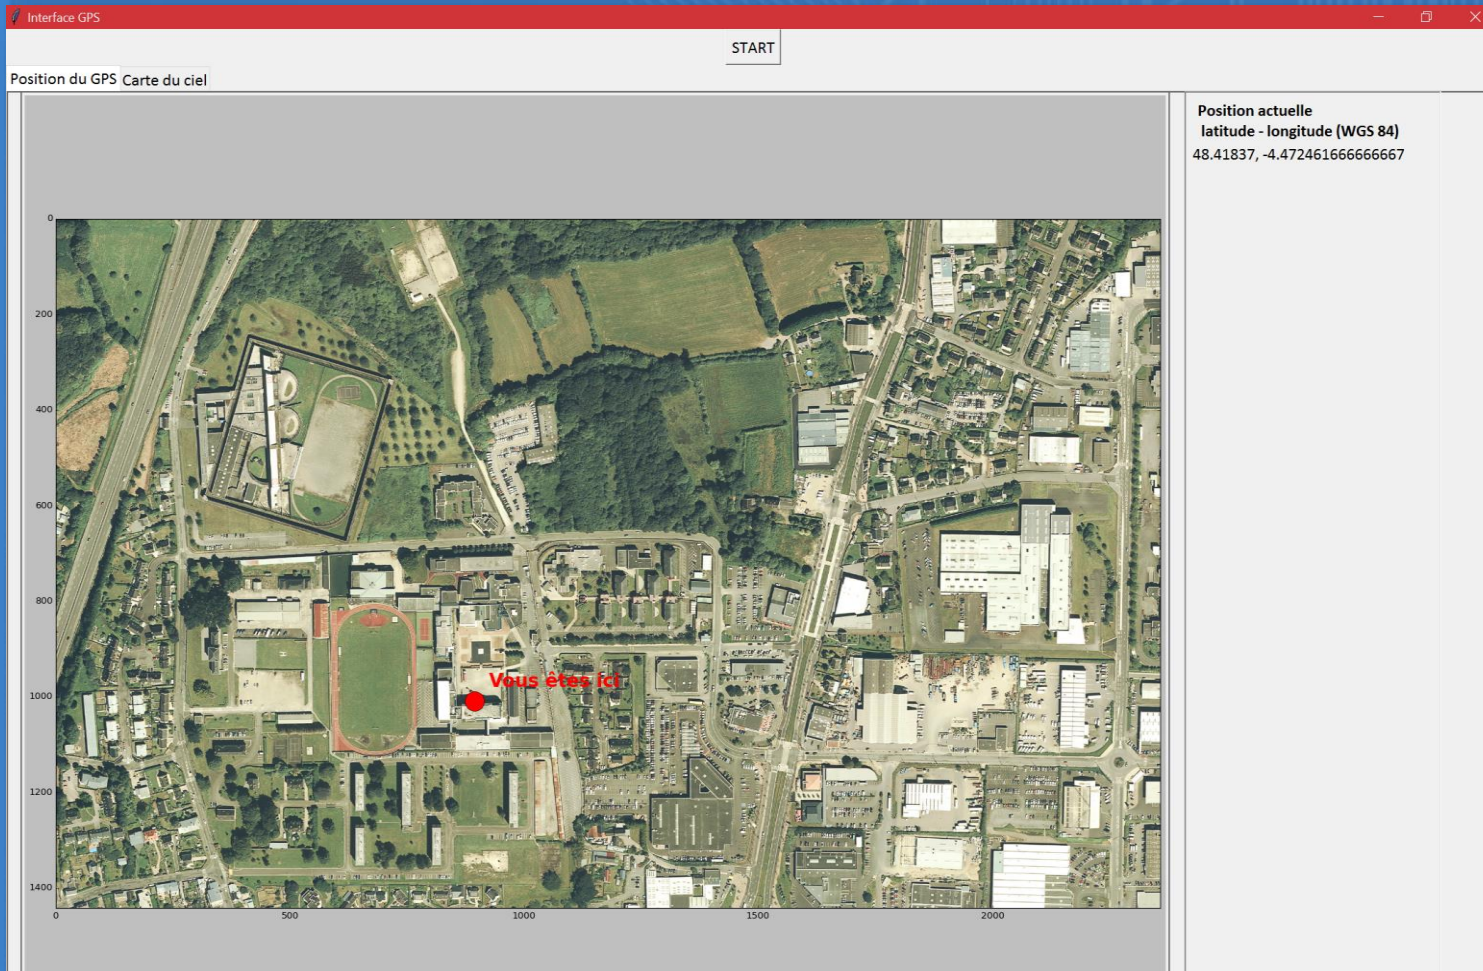 Interface GPS
START
Position du GPS Carte du ciel
Position actuelle
latitude - longitude (WGS 84)
48.41837, -4.472461666666667
0
200
400
600
800
1000
1200
1400
Vous êtes ici
0 500 1000 1500 2000